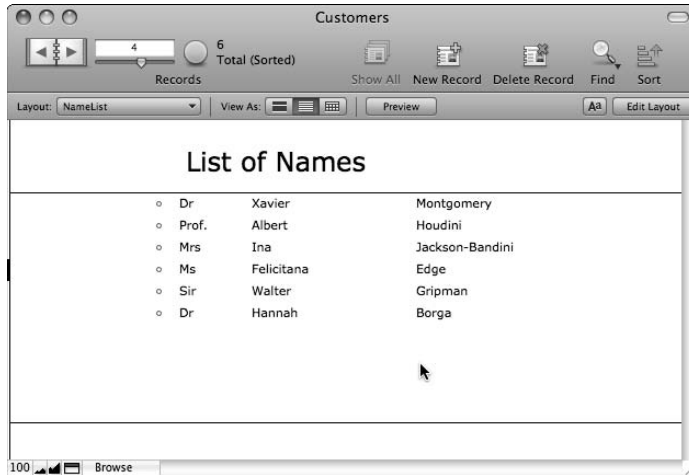 Customers
4
6
Total (Sorted)
Records
Show All New Record Delete Record Find Sort
Layout: NameList View As: Preview Aa Edit Layout
List of Names
Dr Xavier Montgomery
Prof. Albert Houdini
Mrs Ina Jackson-Bandini
Ms Felicitana Edge
Sir Walter Gripman
Dr Hannah Borga
100 Browse